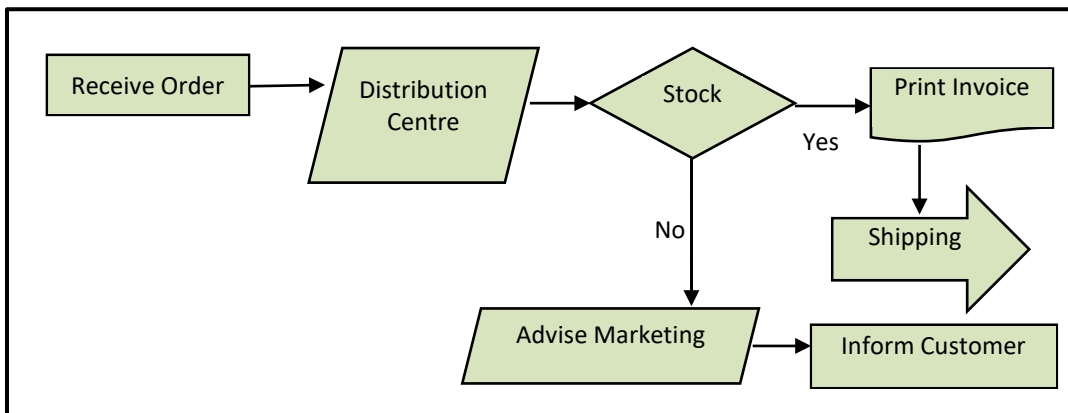 Receive Order
Distribution
Centre
Stock
Print Invoice
Yes
No
Shipping
Advise Marketing
Inform Customer